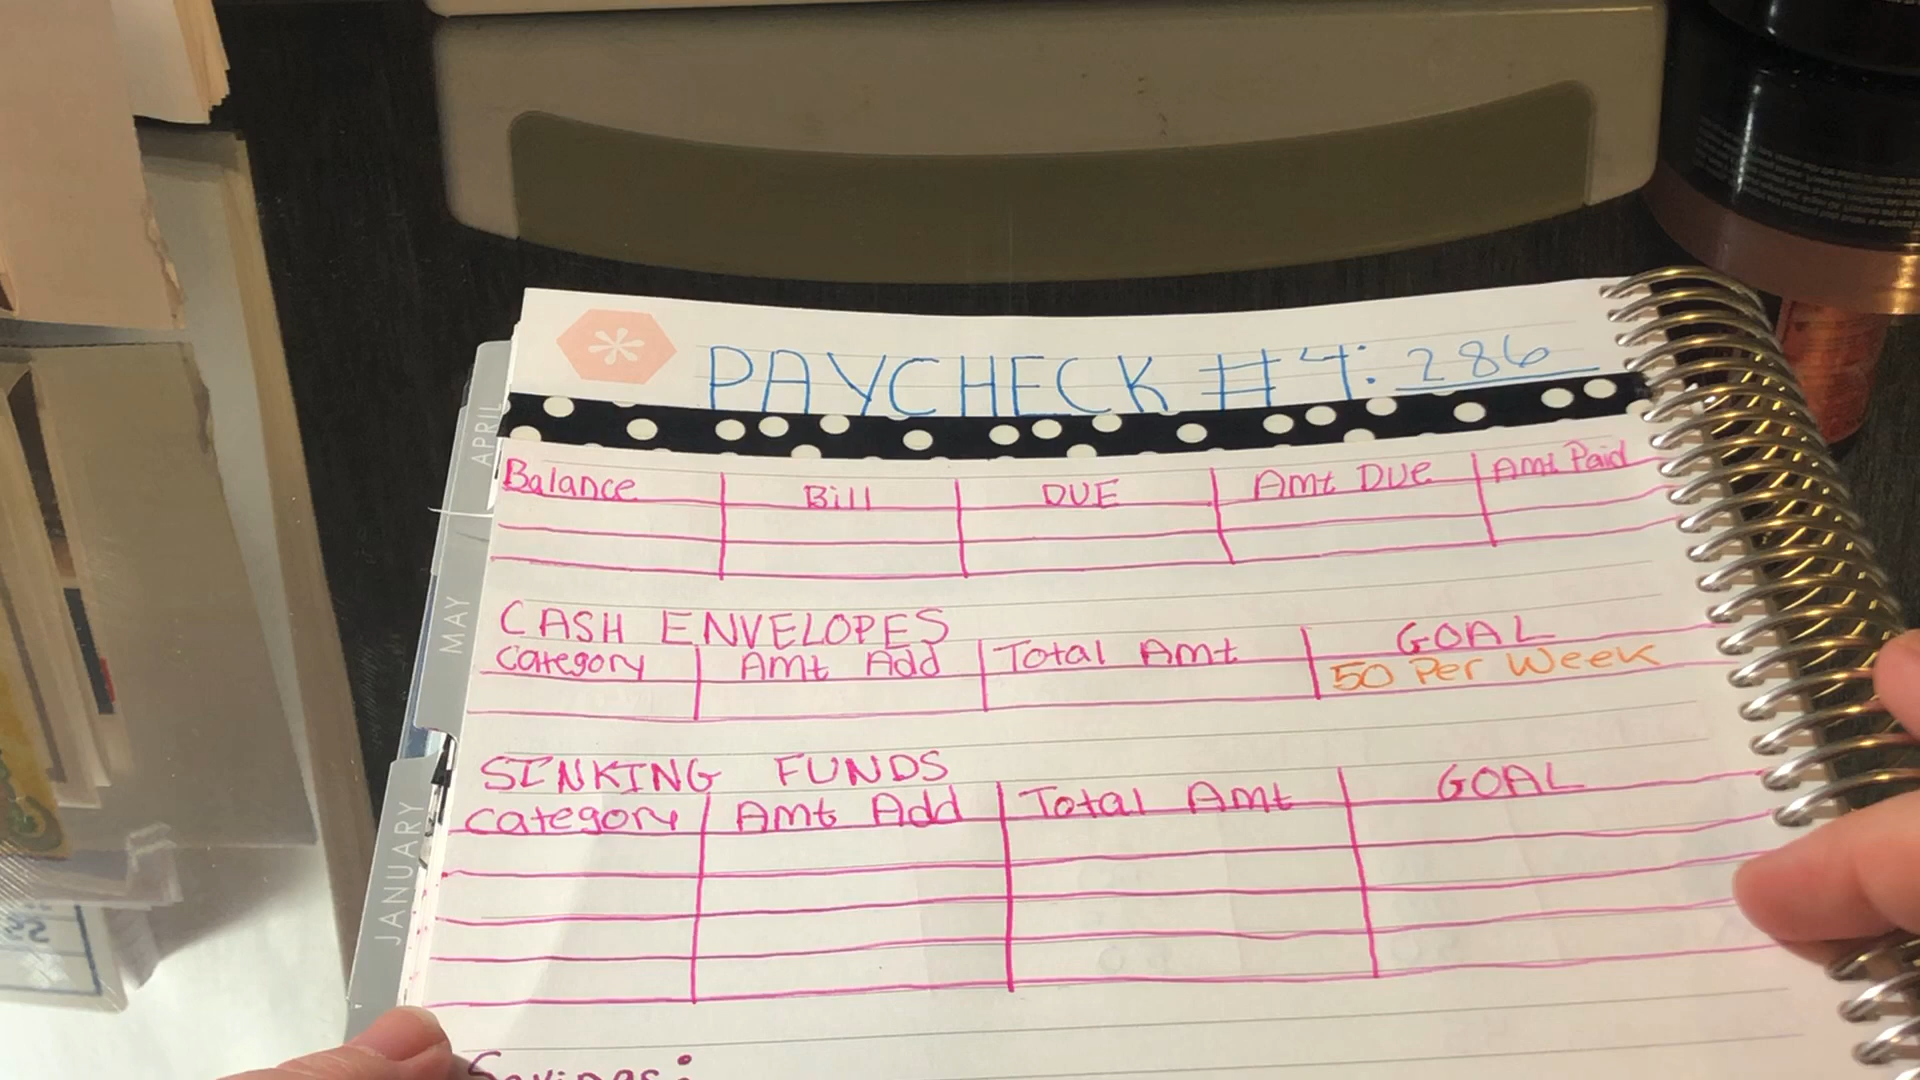 PAYCHECK #4: 286
Balance Bill DUE Amt DUE Amt Paid
CASH ENVELOPES
Category Amt Add Total Amt GOAL
50 Per Week
SINKING FUNDS
Category Amt Add Total Amt GOAL
Savings:
APRIL
MAY
JANUARY